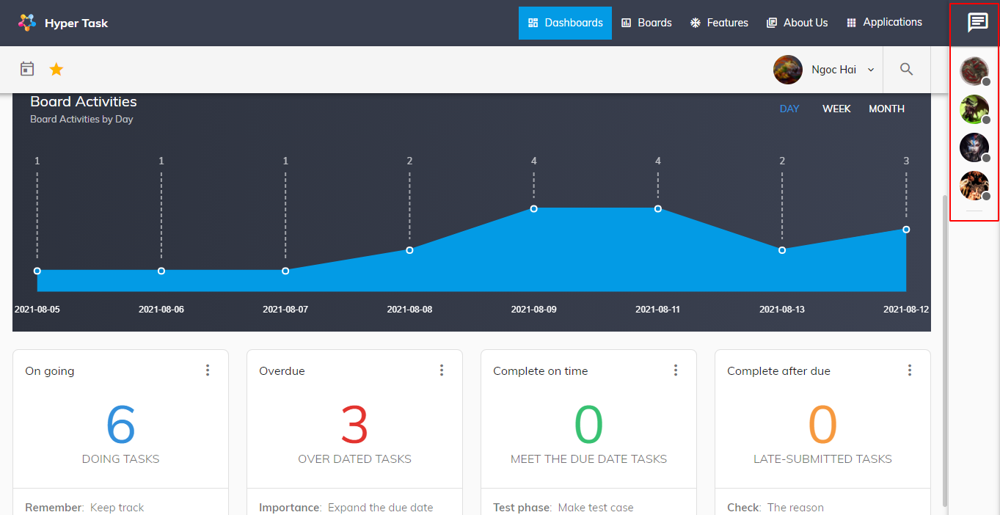 Hyper Task
Dashboards
Boards
Features
About Us
Applications
Ngoc Hai
Board Activities
Board Activities by Day
DAY WEEK MONTH
1 1 1 2 4 4 2 3
2021-08-05 2021-08-06 2021-08-07 2021-08-08 2021-08-09 2021-08-11 2021-08-13 2021-08-12
On going
6
DOING TASKS
Remember: Keep track
Overdue
3
OVER DATED TASKS
Importance: Expand the due date
Complete on time
0
MEET THE DUE DATE TASKS
Test phase: Make test case
Complete after due
0
LATE-SUBMITTED TASKS
Check: The reason